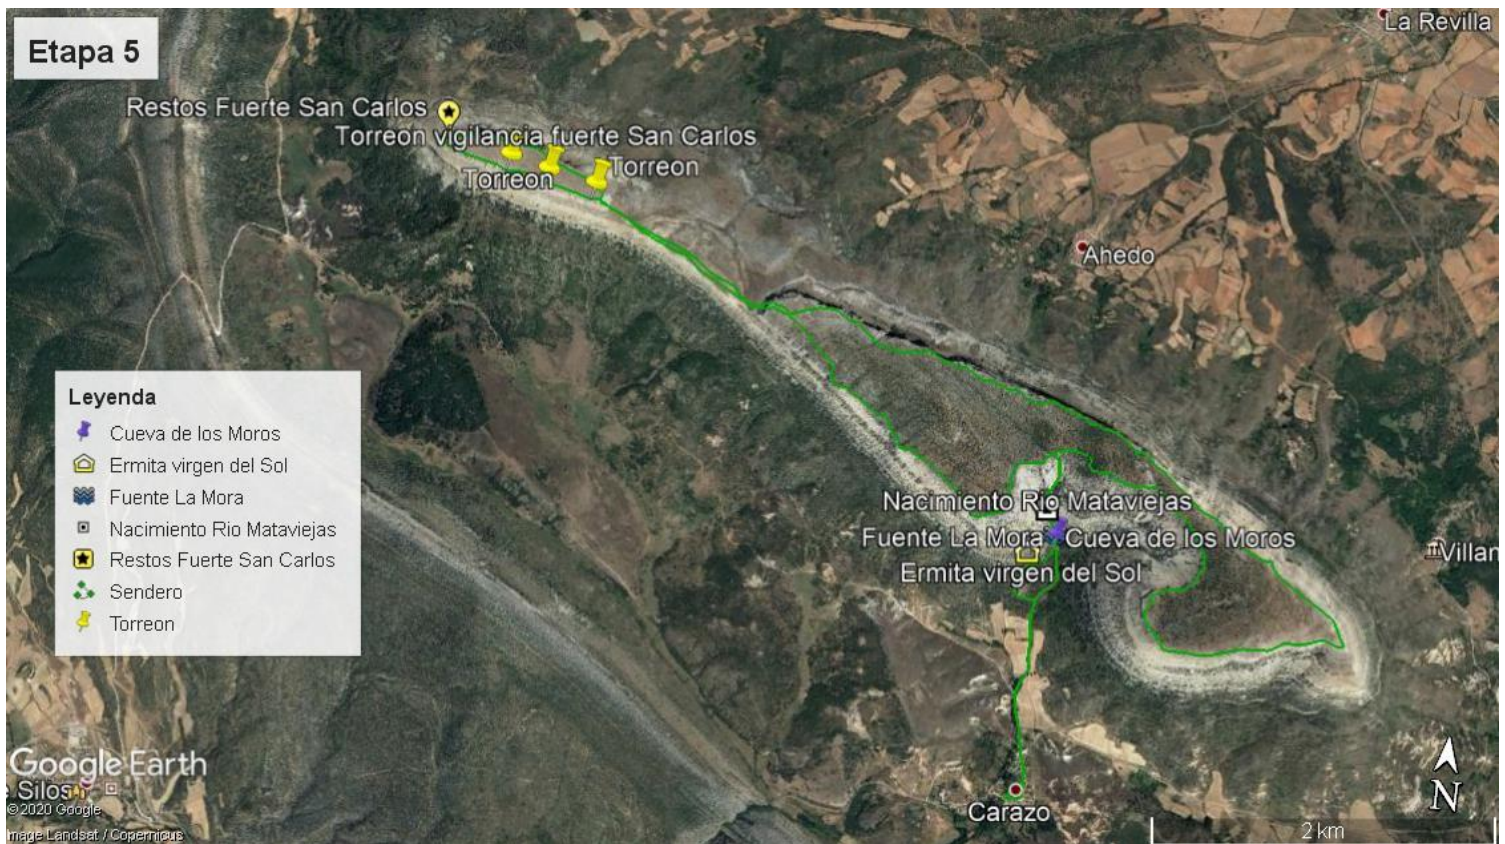 Etapa 5
La Revilla
Restos Fuerte San Carlos
Torreon vigilancia fuerte San Carlos
Torreon
Torreon
Ahedo
Leyenda
Cueva de los Moros
Ermita virgen del Sol
Fuente La Mora
Nacimiento Rio Mataviejas
Restos Fuerte San Carlos
Sendero
Torreon
Nacimiento Rio Mataviejas
Fuente La Mora
Cueva de los Moros
Ermita virgen del Sol
Villan
Google Earth
Silos
© 2020 Google
mage Landsat / Copernicus
Carazo
N
2 km